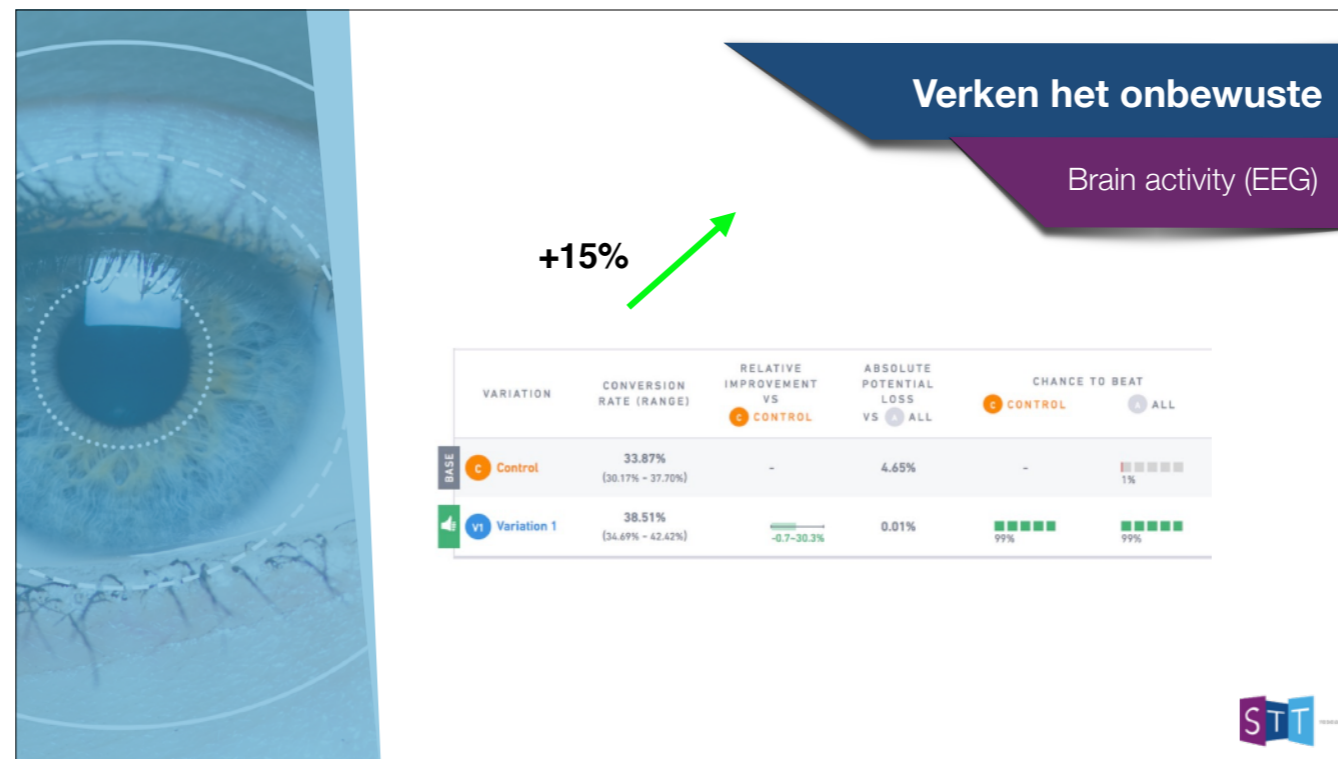 Verken het onbewuste
Brain activity (EEG)
+15%
VARIATION
CONVERSION
RATE (RANGE)
RELATIVE
IMPROVEMENT
VS
C CONTROL
ABSOLUTE
POTENTIAL
LOSS
VS A ALL
CHANCE TO BEAT
C CONTROL
A ALL
BASE
C Control
33.87%
(30.17% - 37.70%)
-
4.65%
-
1%
V1 Variation 1
38.51%
(34.69% - 42.42%)
-0.7-30.3%
0.01%
99%
99%
STT